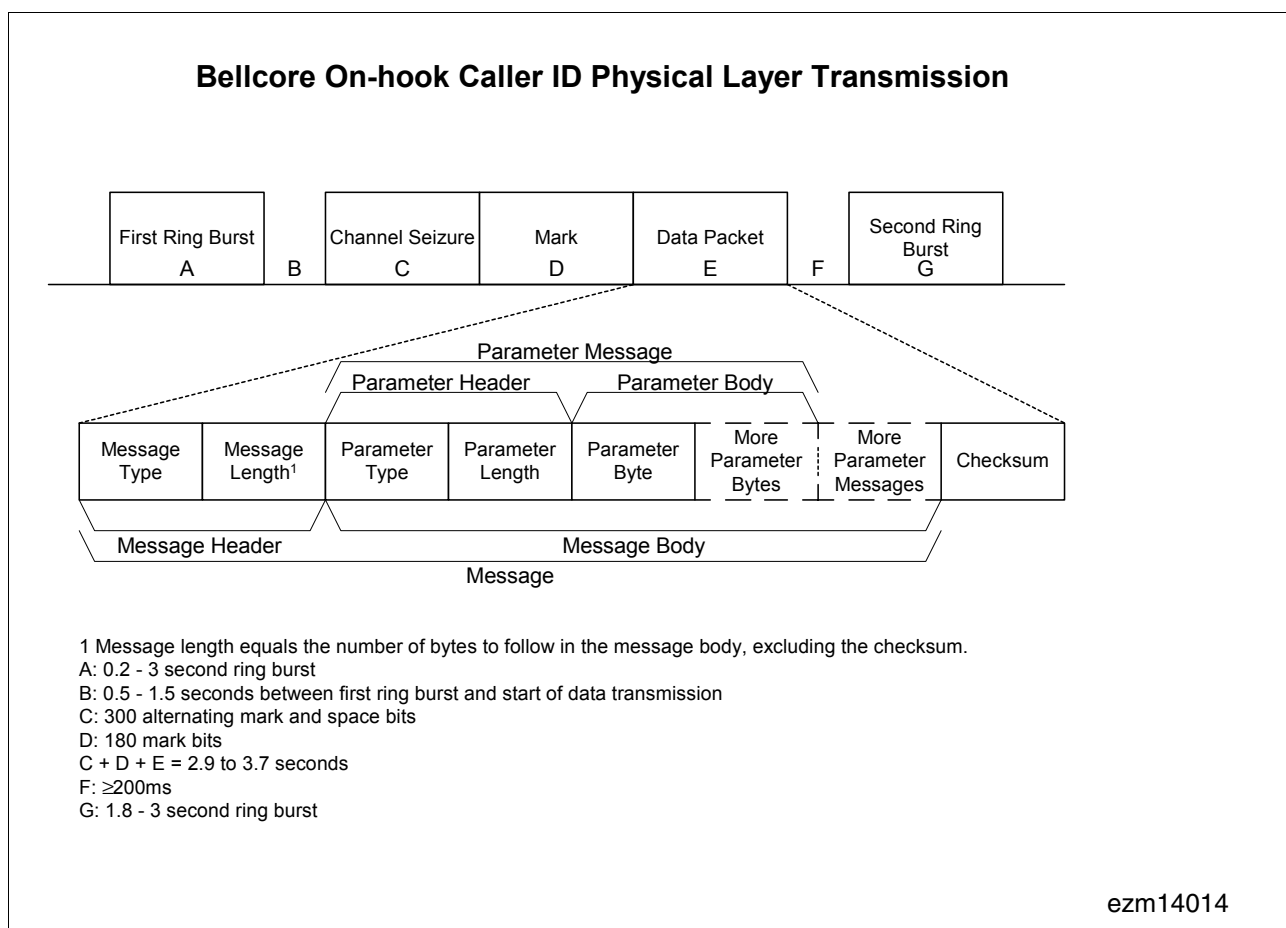 Bellcore On-hook Caller ID Physical Layer Transmission
First Ring Burst
A
B
Channel Seizure
C
Mark
D
Data Packet
E
F
Second Ring
Burst
G
Parameter Message
Parameter Header
Parameter Body
Message
Type
Message
Length1
Parameter
Type
Parameter
Length
Parameter
Byte
More
Parameter
Bytes
More
Parameter
Messages
Checksum
Message Header
Message Body
Message
1 Message length equals the number of bytes to follow in the message body, excluding the checksum.
A: 0.2 - 3 second ring burst
B: 0.5 - 1.5 seconds between first ring burst and start of data transmission
C: 300 alternating mark and space bits
D: 180 mark bits
C + D + E = 2.9 to 3.7 seconds
F: ≥200ms
G: 1.8 - 3 second ring burst
ezm14014